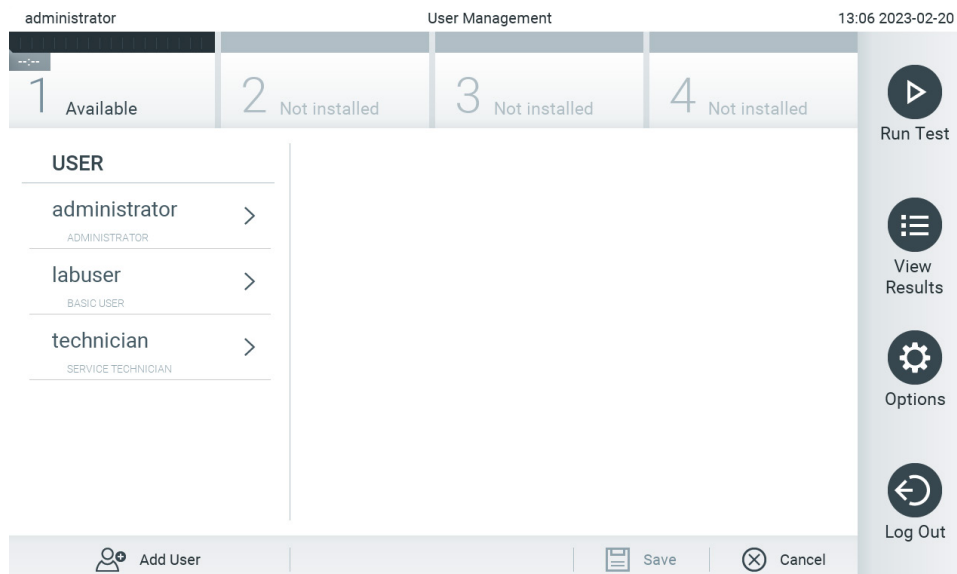 administrator User Management 13:06 2023-02-20
--:--
1 Available 2 Not installed 3 Not installed 4 Not installed
Run Test
USER
administrator
ADMINISTRATOR
labuser
BASIC USER
technician
SERVICE TECHNICIAN
View
Results
Options
Log Out
Add User Save Cancel